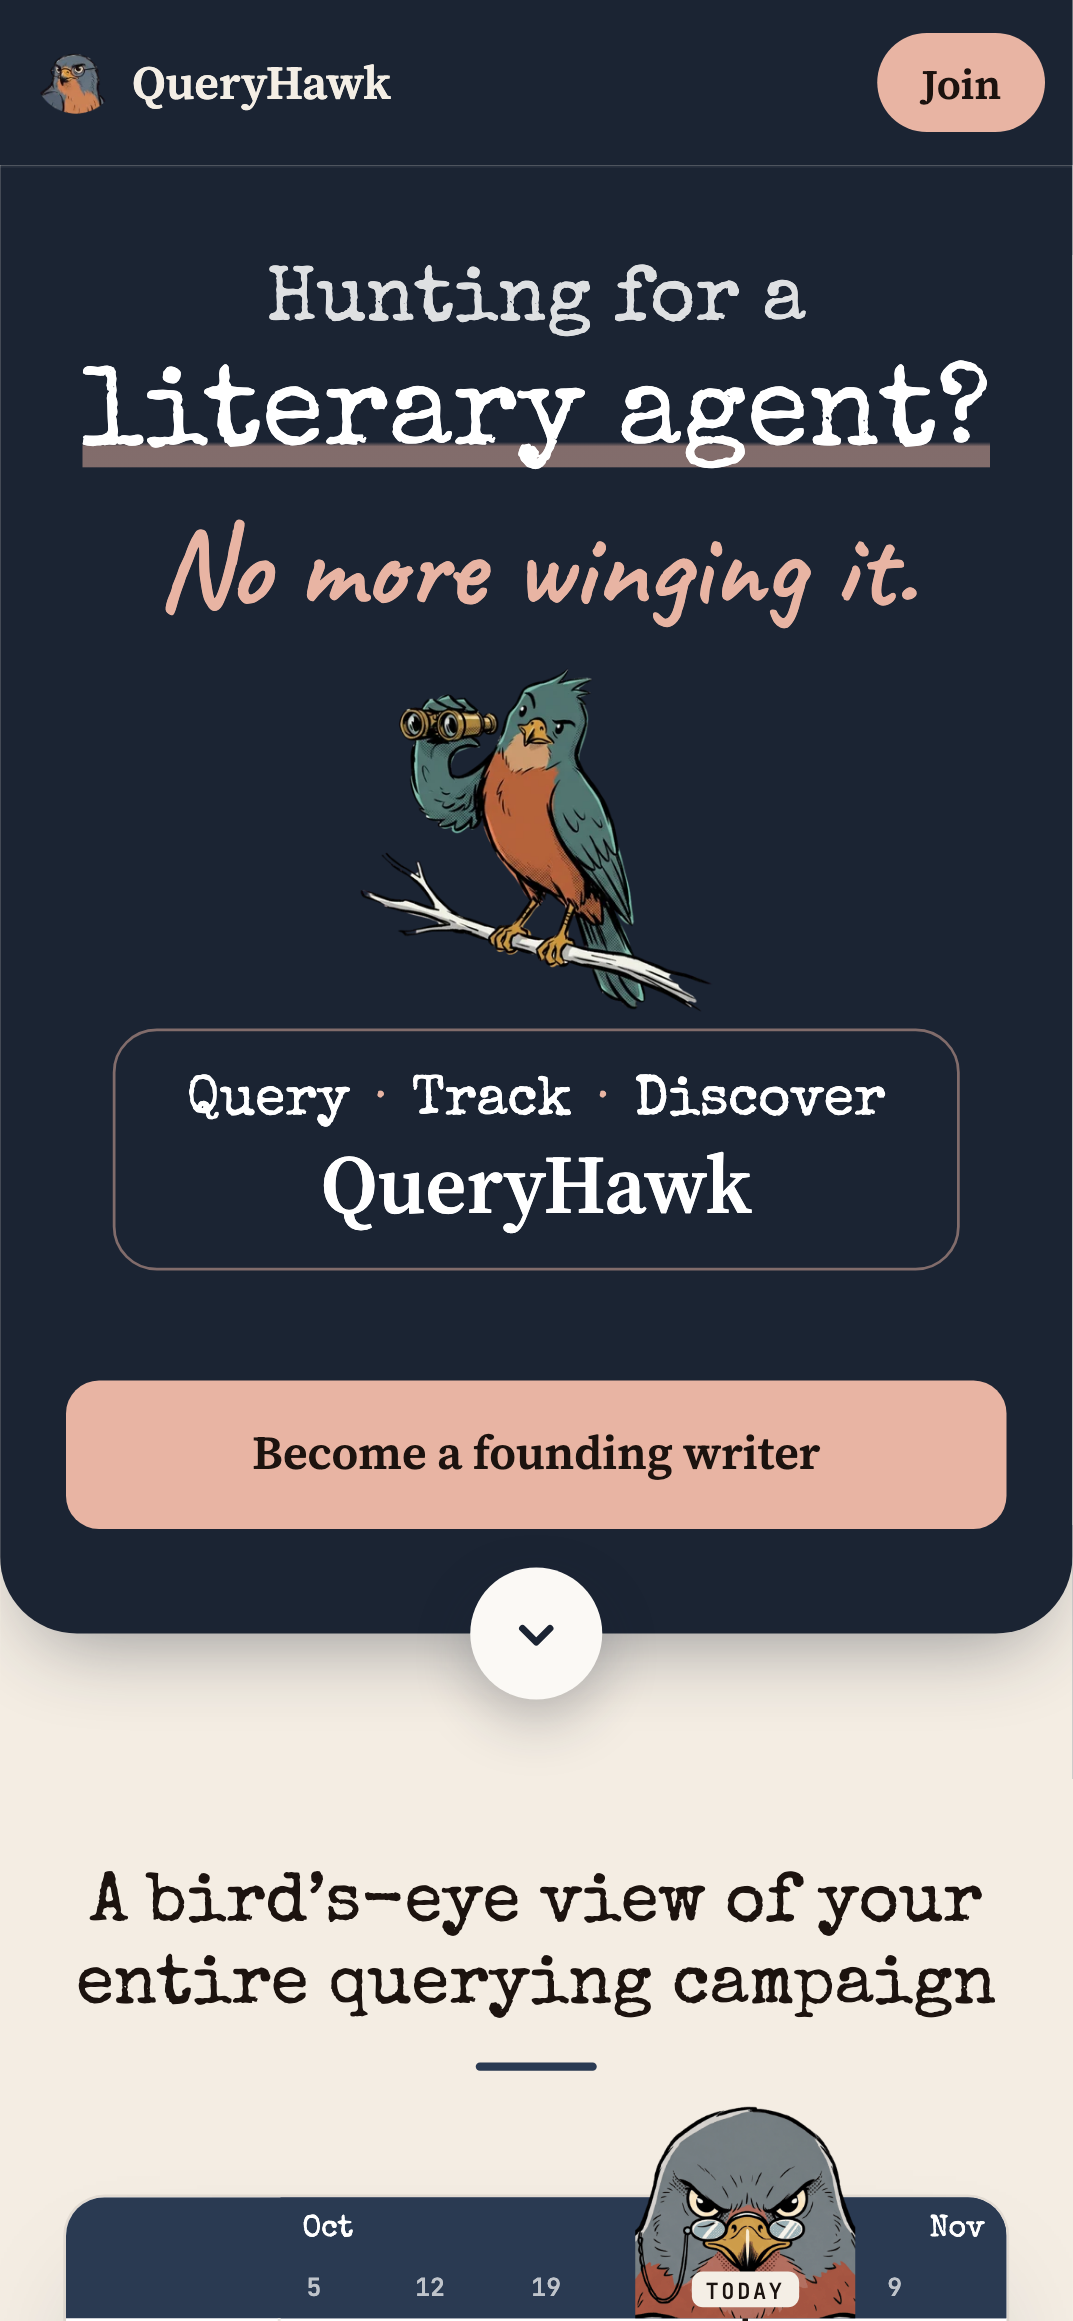 QueryHawk
Join
Hunting for a
literary agent?
No more winging it.
Query · Track · Discover
QueryHawk
Become a founding writer
A bird’s-eye view of your
entire querying campaign
Oct
Nov
5
12
19
9
TODAY